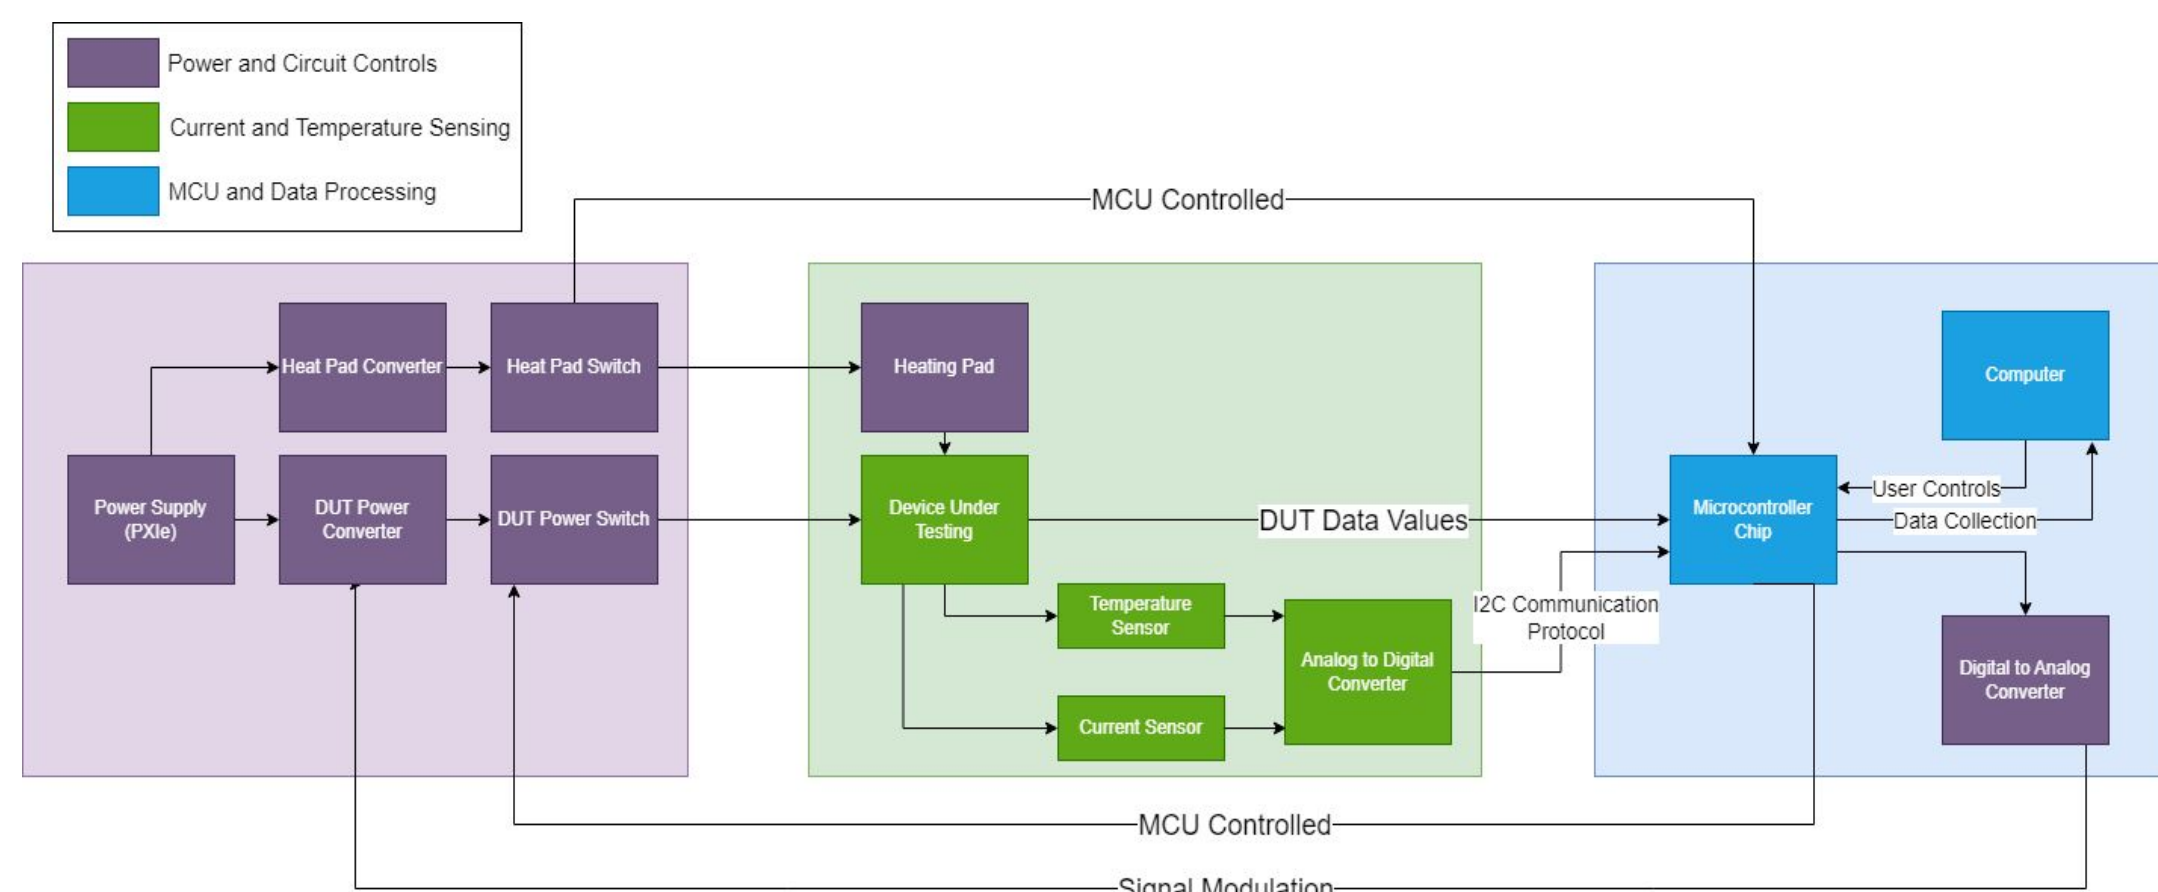 Power and Circuit Controls
Current and Temperature Sensing
MCU and Data Processing
MCU Controlled
Heat Pad Converter
Heat Pad Switch
Heating Pad
Computer
Power Supply
(PXIe)
DUT Power
Converter
DUT Power Switch
Device Under
Testing
DUT Data Values
Microcontroller
Chip
User Controls
Data Collection
Temperature
Sensor
I2C Communication
Protocol
Analog to Digital
Converter
Digital to Analog
Converter
Current Sensor
MCU Controlled
Signal Modulation